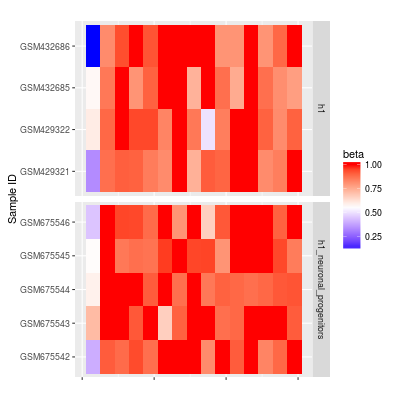 GSM432686
GSM432685
GSM429322
GSM429321
h1
GSM675546
GSM675545
GSM675544
GSM675543
GSM675542
h1_neuronal_progenitors
Sample ID
beta
1.00
0.75
0.50
0.25